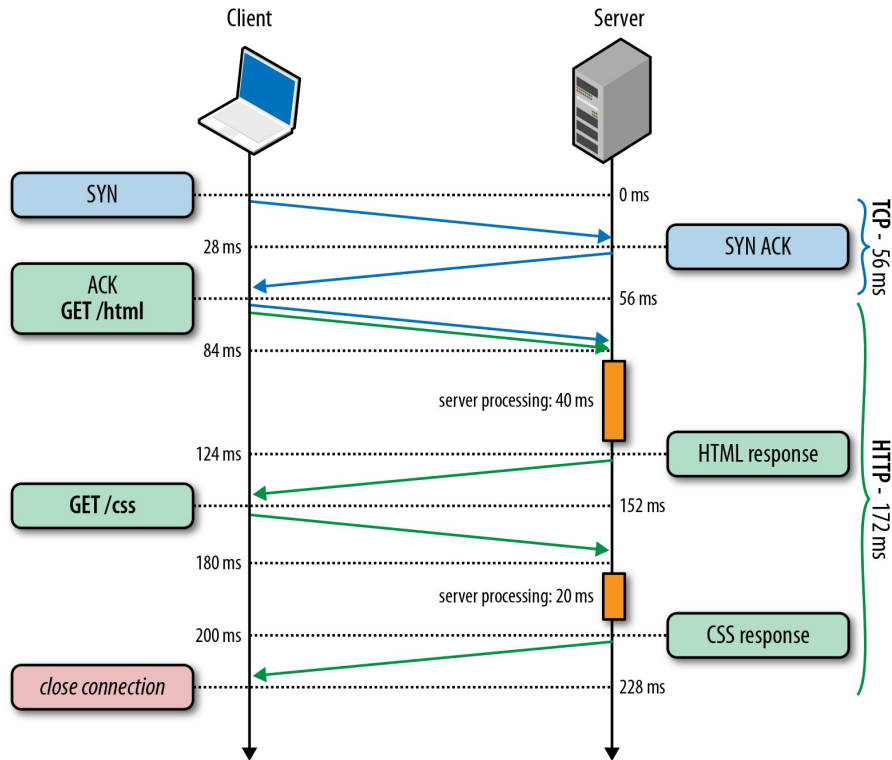 Client
Server
SYN
0 ms
28 ms
SYN ACK
TCP - 56 ms
ACK
GET /html
56 ms
84 ms
server processing: 40 ms
124 ms
HTML response
HTTP - 172 ms
GET /css
152 ms
180 ms
server processing: 20 ms
200 ms
CSS response
close connection
228 ms